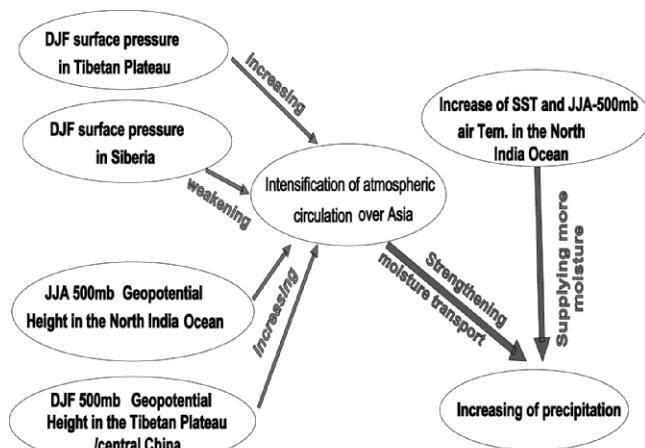 DJF surface pressure
in Tibetan Plateau
increasing
DJF surface pressure
in Siberia
weakening
Intensification of atmospheric
circulation over Asia
Increase of SST and JJA-500mb
air Tem. in the North
India Ocean
JJA 500mb Geopotential
Height in the North India Ocean
Increasing
DJF 500mb Geopotential
Height in the Tibetan Plateau
/central China
Strengthening
moisture transport
Supplying more
moisture
Increasing of precipitation